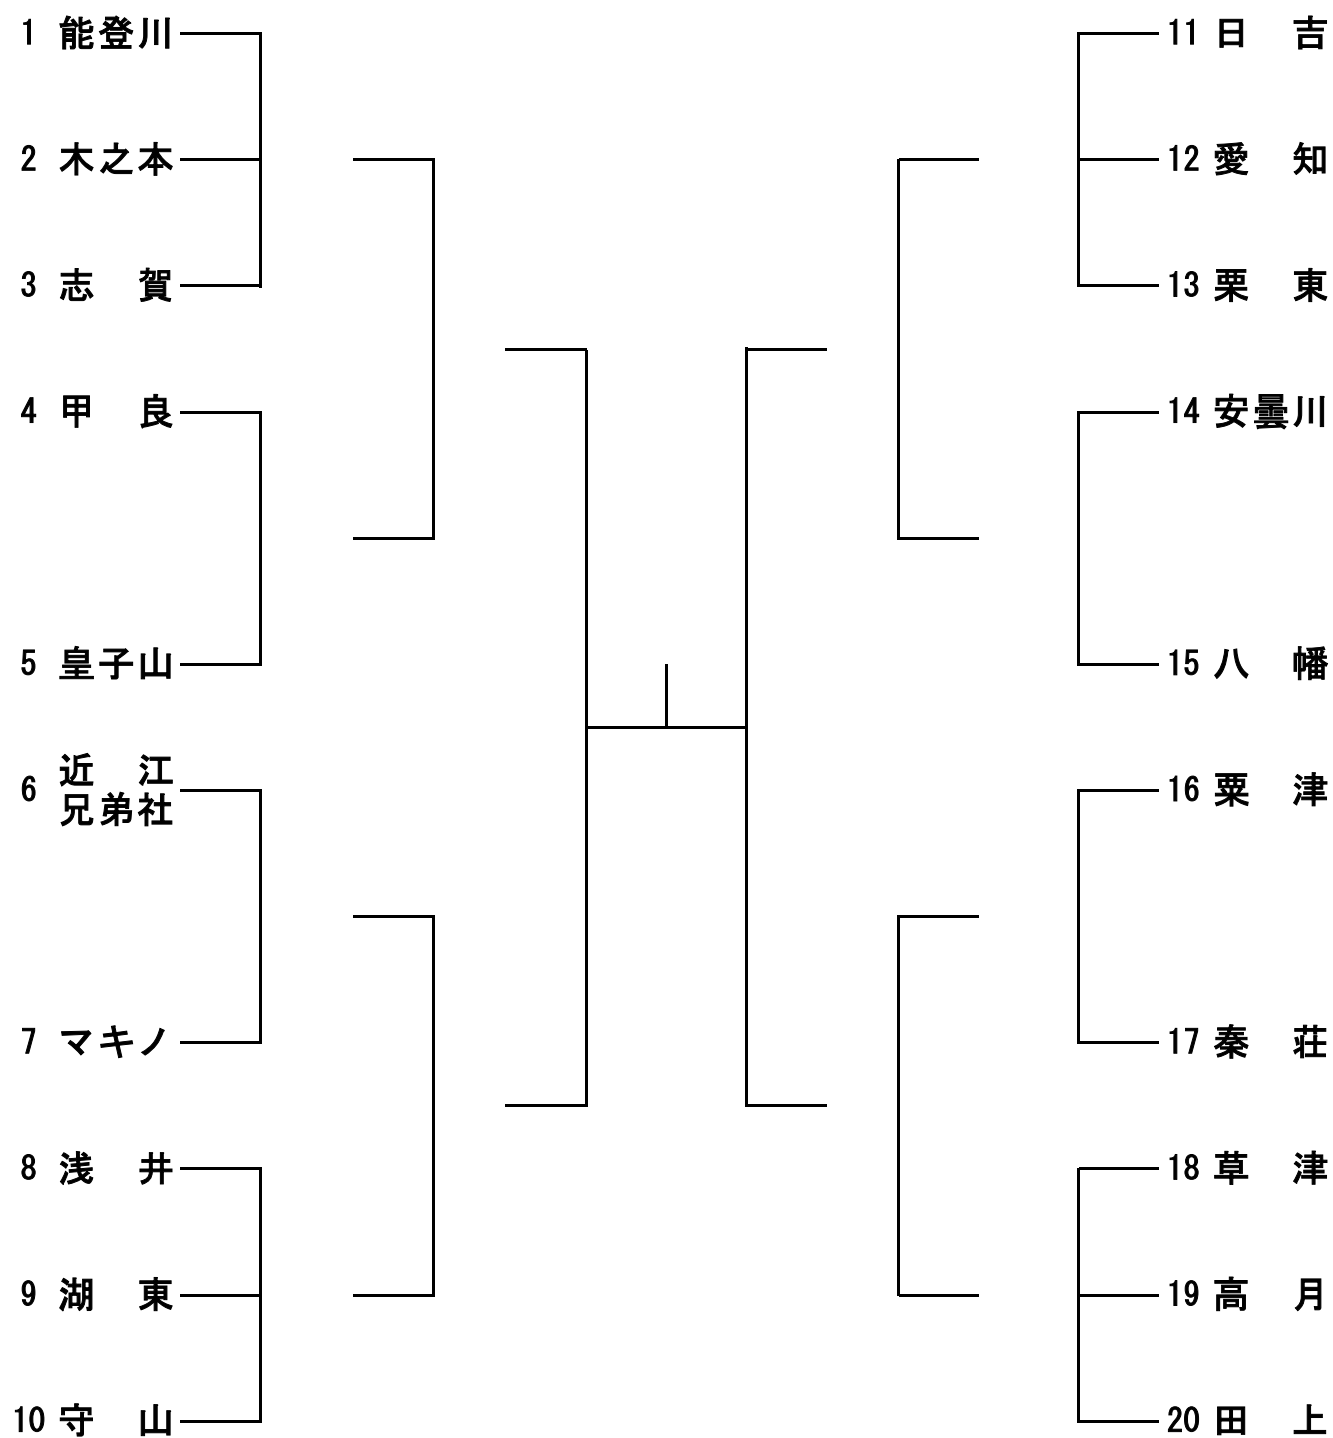 1 能登川
2 木之本
3 志 賀
4 甲 良
5 皇子山
6 近 江
兄弟社
7 マキノ
8 浅 井
9 湖 東
10 守 山
11 日 吉
12 愛 知
13 栗 東
14 安曇川
15 八 幡
16 粟 津
17 秦 荘
18 草 津
19 高 月
20 田 上